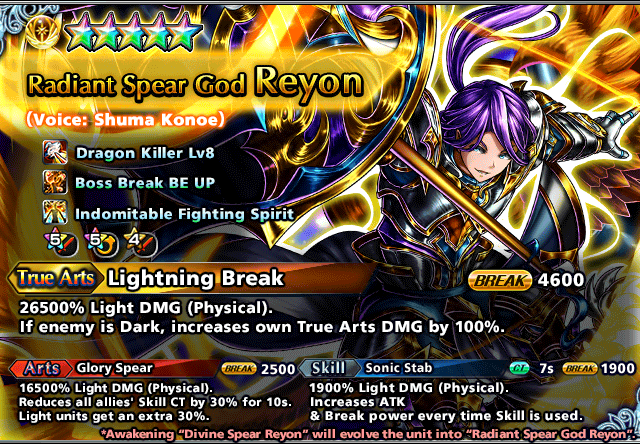 Radiant Spear God Reyon
(Voice: Shuma Konoe)
Dragon Killer Lv8
Boss Break BE UP
Indomitable Fighting Spirit
5 5 4
True Arts Lightning Break BREAK 4600
26500% Light DMG (Physical).
If enemy is Dark, increases own True Arts DMG by 100%.
Arts Glory Spear BREAK 2500
16500% Light DMG (Physical).
Reduces all allies' Skill CT by 30% for 10s.
Light units get an extra 30%.
Skill Sonic Stab CT 7s BREAK 1900
1900% Light DMG (Physical).
Increases ATK
& Break power every time Skill is used.
*Awakening "Divine Spear Reyon" will evolve the unit into "Radiant Spear God Reyon"